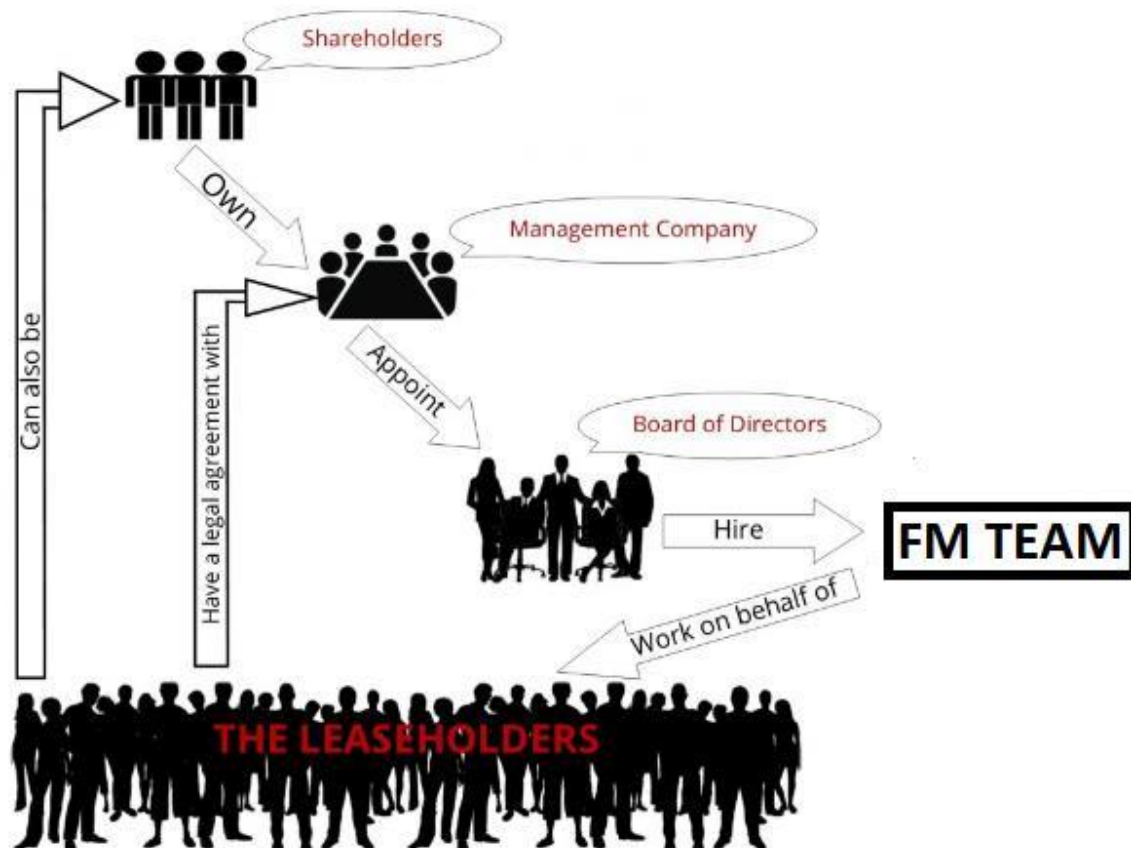 Shareholders
Own
Management Company
Appoint
Can also be
Have a legal agreement with
Board of Directors
Hire
FM TEAM
Work on behalf of
THE LEASEHOLDERS